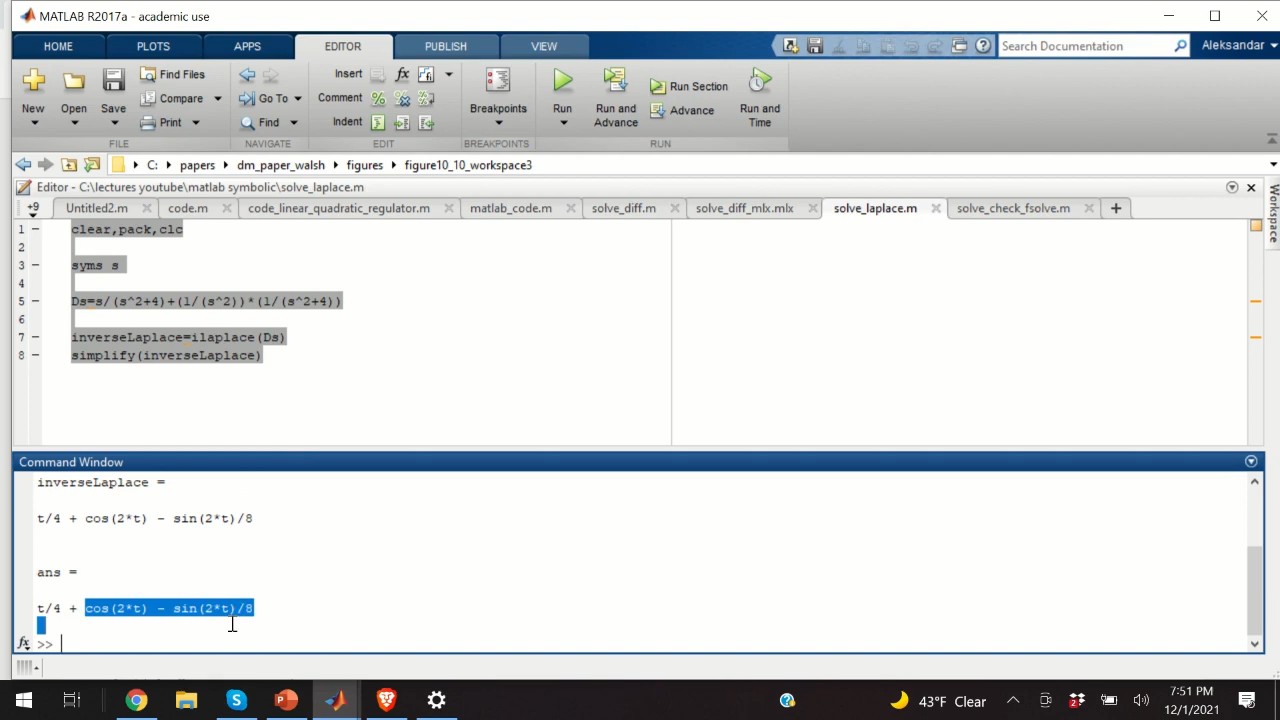 MATLAB R2017a - academic use
HOME PLOTS APPS EDITOR PUBLISH VIEW Search Documentation Aleksandar
New Open Save Find Files Compare Print
Go To Find
Insert fx Comment Indent
Breakpoints
Run Run and Advance Run Section Advance Run and Time
FILE NAVIGATE EDIT BREAKPOINTS RUN
C: papers dm_paper_walsh figures figure10_10_workspace3
Editor - C:\lectures youtube\matlab symbolic\solve_laplace.m
+9 Untitled2.m code.m code_linear_quadratic_regulator.m matlab_code.m solve_diff.m solve_diff_mlx.mlx solve_laplace.m solve_check_fsolve.m
Workspace
1 clear,pack,clc
2
3 syms s
4
5 Ds=s/(s^2+4)+(1/(s^2))*(1/(s^2+4))
6
7 inverseLaplace=ilaplace(Ds)
8 simplify(inverseLaplace)
Command Window
inverseLaplace =
t/4 + cos(2*t) - sin(2*t)/8
ans =
t/4 + cos(2*t) - sin(2*t)/8
fx >>
43°F Clear 7:51 PM
12/1/2021